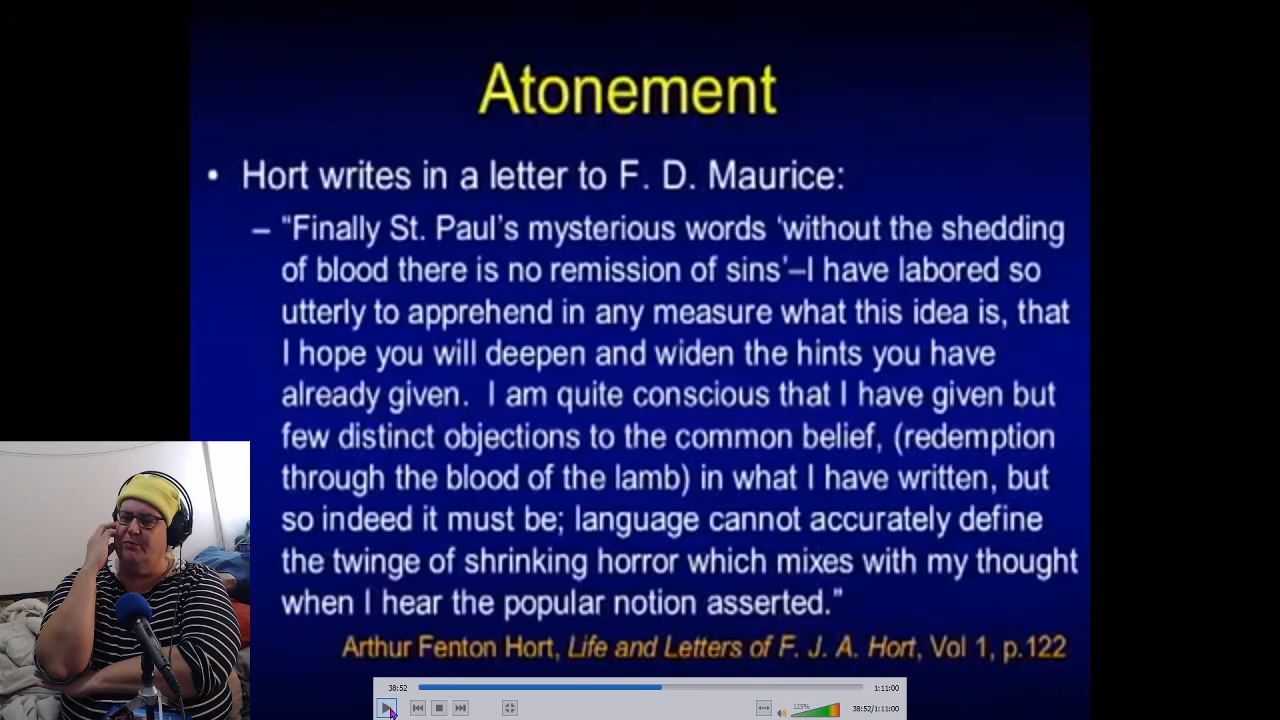 Atonement
• Hort writes in a letter to F. D. Maurice:
– “Finally St. Paul’s mysterious words ‘without the shedding
of blood there is no remission of sins’–I have labored so
utterly to apprehend in any measure what this idea is, that
I hope you will deepen and widen the hints you have
already given. I am quite conscious that I have given but
few distinct objections to the common belief, (redemption
through the blood of the lamb) in what I have written, but
so indeed it must be; language cannot accurately define
the twinge of shrinking horror which mixes with my thought
when I hear the popular notion asserted.”
Arthur Fenton Hort, Life and Letters of F. J. A. Hort, Vol 1, p.122
38:52 1:11:00
125% 38:52/1:11:00